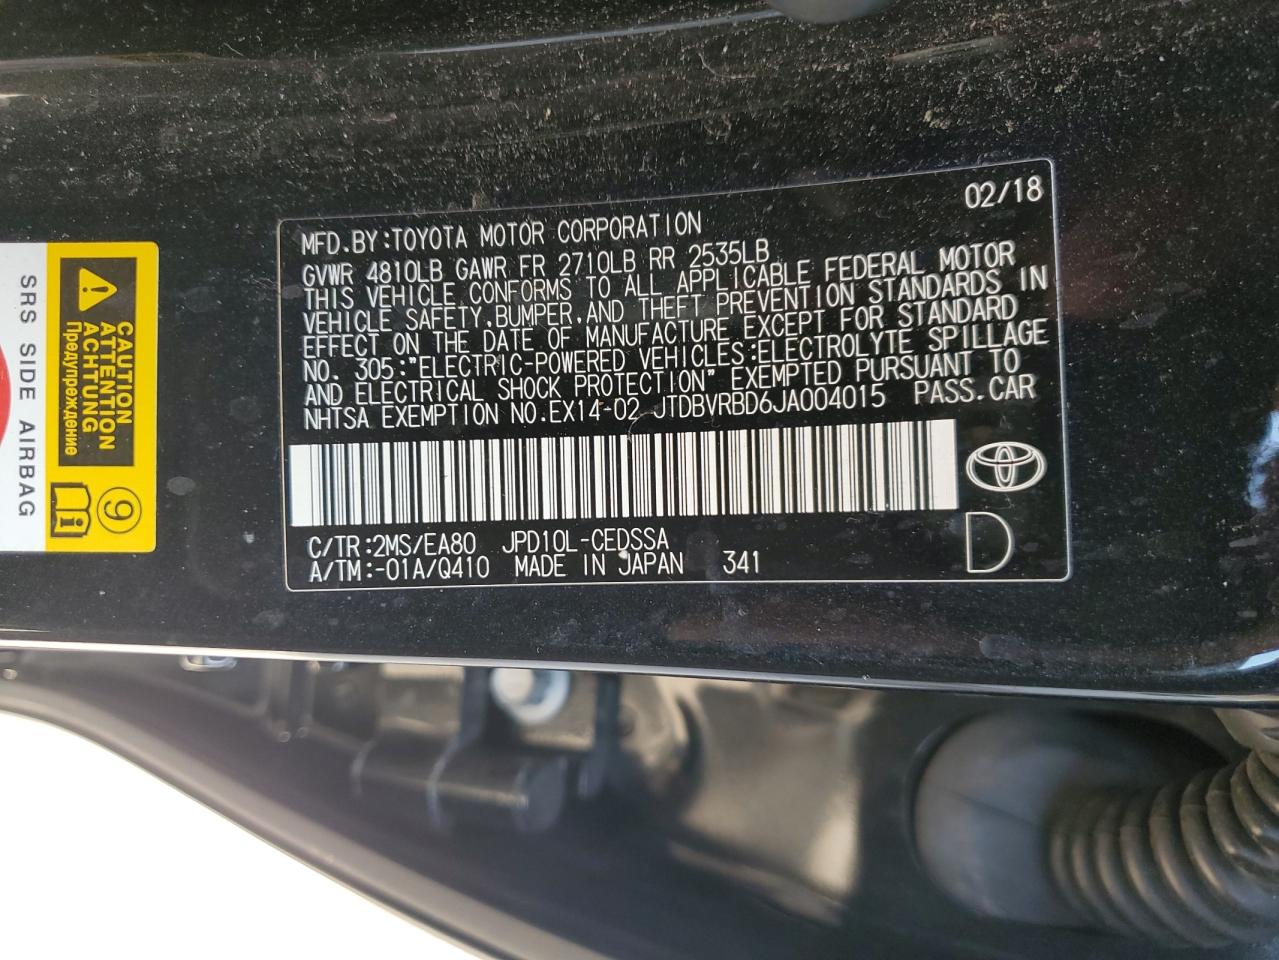 02/18
MFD.BY:TOYOTA MOTOR CORPORATION
GVWR 4810LB GAWR FR 2710LB RR 2535LB
THIS VEHICLE CONFORMS TO ALL APPLICABLE FEDERAL MOTOR
VEHICLE SAFETY,BUMPER,AND THEFT PREVENTION STANDARDS IN
EFFECT ON THE DATE OF MANUFACTURE EXCEPT FOR STANDARD
NO. 305:"ELECTRIC-POWERED VEHICLES:ELECTROLYTE SPILLAGE
AND ELECTRICAL SHOCK PROTECTION" EXEMPTED PURSUANT TO
NHTSA EXEMPTION NO.EX14-02 JTDBVRBD6JA004015 PASS.CAR
C/TR:2MS/EA80 JPD10L-CEDSSA
A/TM:-01A/Q410 MADE IN JAPAN 341
D
CAUTION
ATTENTION
ACHTUNG
Предупреждение
9
SRS SIDE AIRBAG